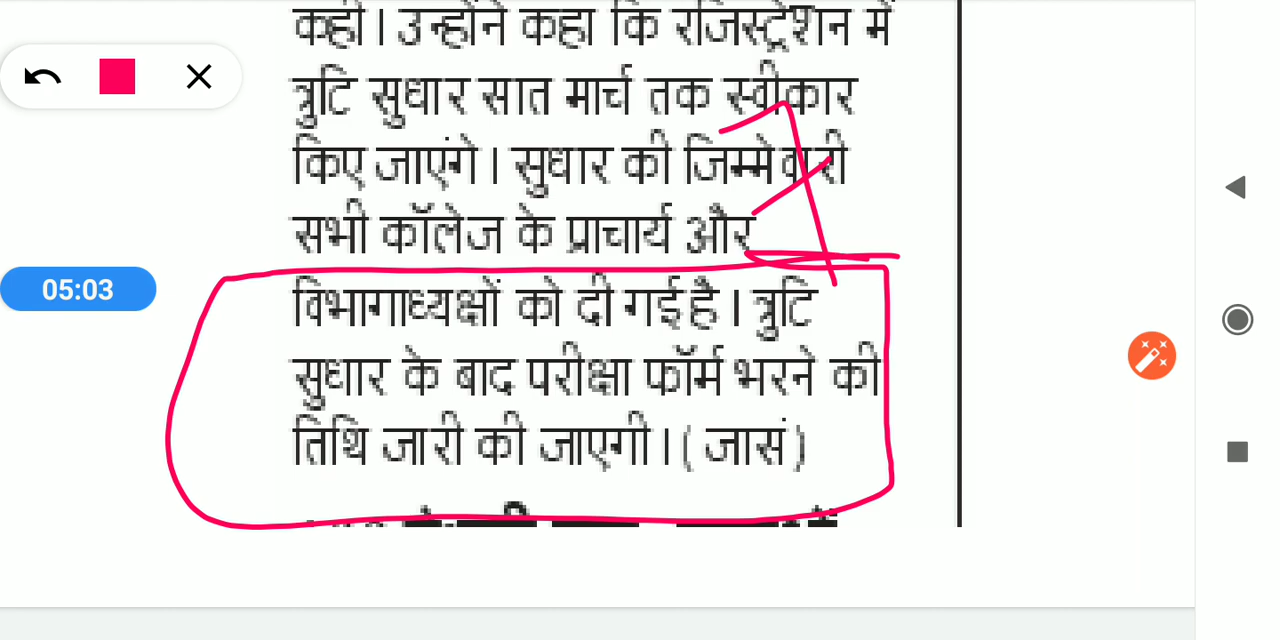 कही। उन्होंने कहा कि रजिस्ट्रेशन में
त्रुटि सुधार सात मार्च तक स्वीकार
किए जाएंगे। सुधार की जिम्मेवारी
सभी कॉलेज के प्राचार्य और
05:03
विभागाध्यक्षों को दी गई है। त्रुटि
सुधार के बाद परीक्षा फॉर्म भरने की
तिथि जारी की जाएगी। ( जासं)